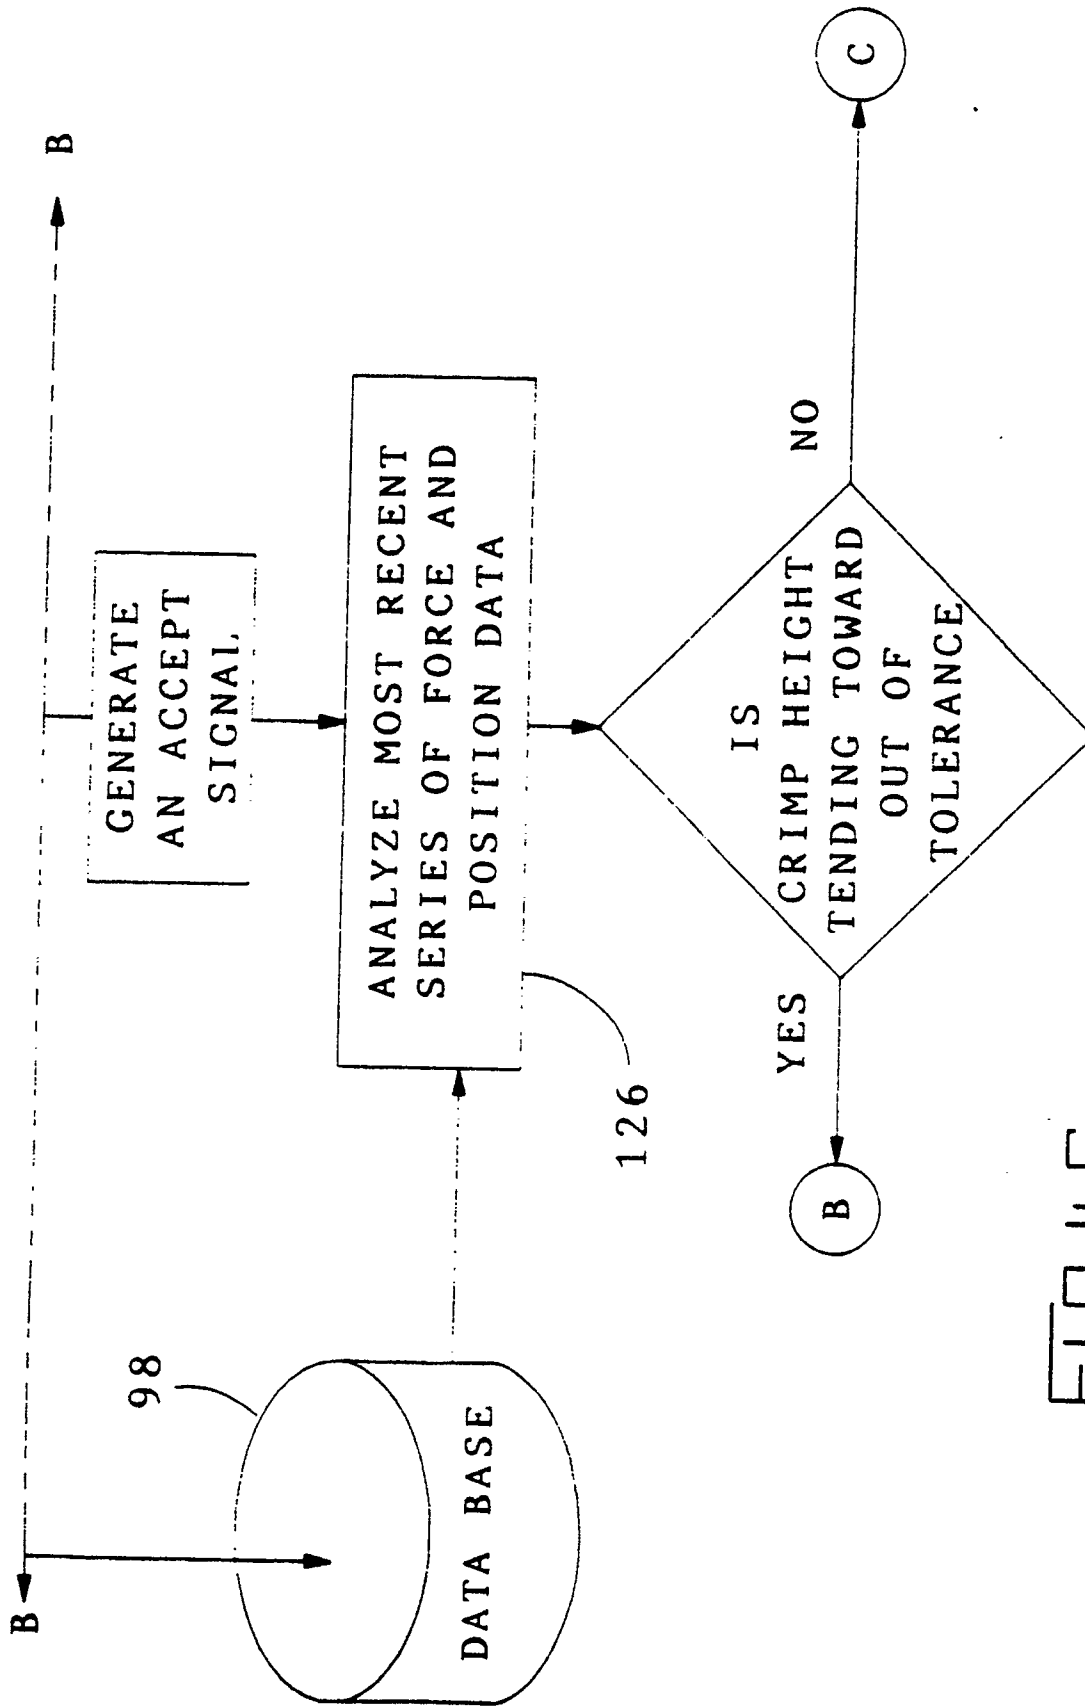 B
B
GENERATE
AN ACCEPT
SIGNAL
98
DATA BASE
ANALYZE MOST RECENT
SERIES OF FORCE AND
POSITION DATA
126
IS
CRIMP HEIGHT
TENDING TOWARD
OUT OF
TOLERANCE
YES
NO
B
C